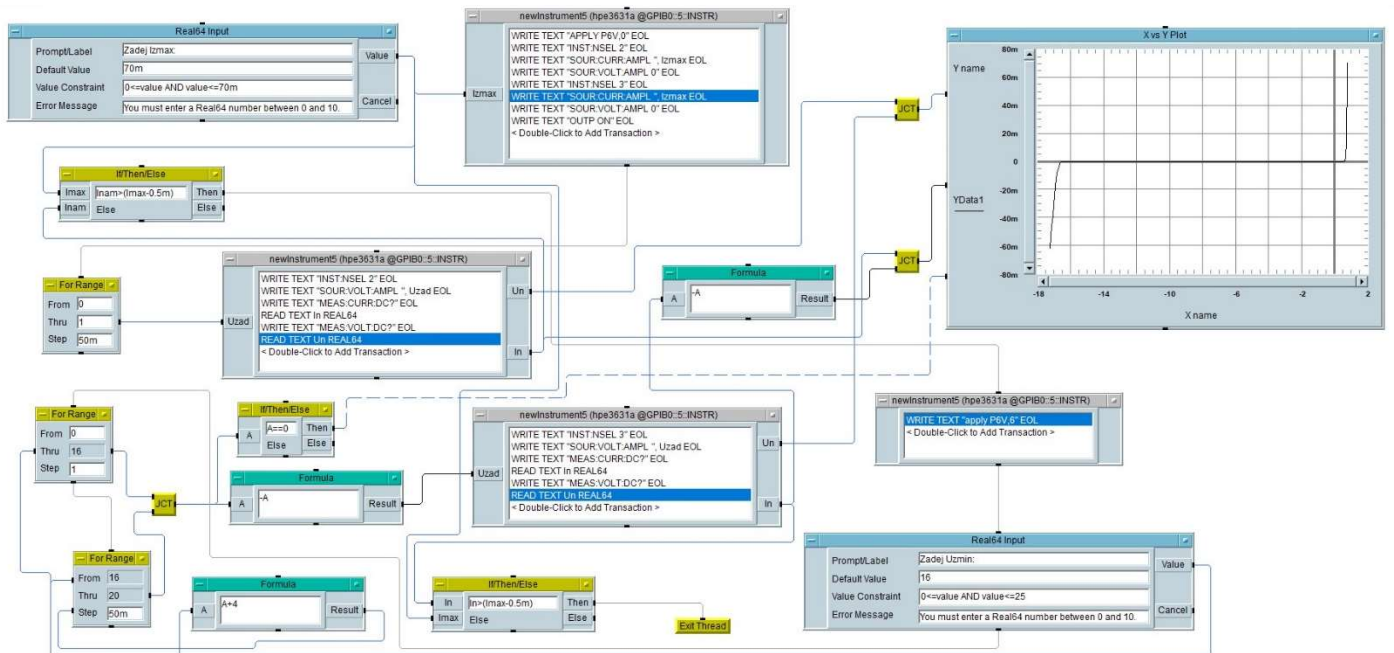 Real64 Input
Prompt/Label Zadej Izmax: Value
Default Value 70m
Value Constraint 0<=value AND value<=70m
Error Message You must enter a Real64 number between 0 and 10. Cancel
newInstrument5 (hpe3631a @GPIB0::5::INSTR)
Izmax
WRITE TEXT "APPLY P6V,0" EOL
WRITE TEXT "INST:NSEL 2" EOL
WRITE TEXT "SOUR:CURR:AMPL ", Izmax EOL
WRITE TEXT "SOUR:VOLT:AMPL 0" EOL
WRITE TEXT "INST:NSEL 3" EOL
WRITE TEXT "SOUR:CURR:AMPL ", Izmax EOL
WRITE TEXT "SOUR:VOLT:AMPL 0" EOL
WRITE TEXT "OUTP ON" EOL
< Double-Click to Add Transaction >
JCT
X vs Y Plot
Y name
YData1
80m
60m
40m
20m
0
-20m
-40m
-60m
-80m
-18 -14 -10 -6 -2 2
X name
If/Then/Else
Imax Inam>(Imax-0.5m) Then
Inam Else Else
For Range
From 0
Thru 1
Step 50m
newInstrument5 (hpe3631a @GPIB0::5::INSTR)
Uzad
WRITE TEXT "INST:NSEL 2" EOL
WRITE TEXT "SOUR:VOLT:AMPL ", Uzad EOL
WRITE TEXT "MEAS:CURR:DC?" EOL
READ TEXT In REAL64
WRITE TEXT "MEAS:VOLT:DC?" EOL
READ TEXT Un REAL64
< Double-Click to Add Transaction >
Un
In
Formula
A -A Result
JCT
For Range
From 0
Thru 16
Step 1
If/Then/Else
A A==0 Then
Else Else
Formula
A -A Result
JCT
newInstrument5 (hpe3631a @GPIB0::5::INSTR)
Uzad
WRITE TEXT "INST:NSEL 3" EOL
WRITE TEXT "SOUR:VOLT:AMPL ", Uzad EOL
WRITE TEXT "MEAS:CURR:DC?" EOL
READ TEXT In REAL64
WRITE TEXT "MEAS:VOLT:DC?" EOL
READ TEXT Un REAL64
< Double-Click to Add Transaction >
Un
In
newInstrument5 (hpe3631a @GPIB0::5::INSTR)
WRITE TEXT "apply P6V,6" EOL
< Double-Click to Add Transaction >
For Range
From 16
Thru 20
Step 50m
Formula
A A+4 Result
If/Then/Else
In In>(Imax-0.5m) Then
Imax Else Else
Exit Thread
Real64 Input
Prompt/Label Zadej Uzmin: Value
Default Value 16
Value Constraint 0<=value AND value<=25
Error Message You must enter a Real64 number between 0 and 10. Cancel